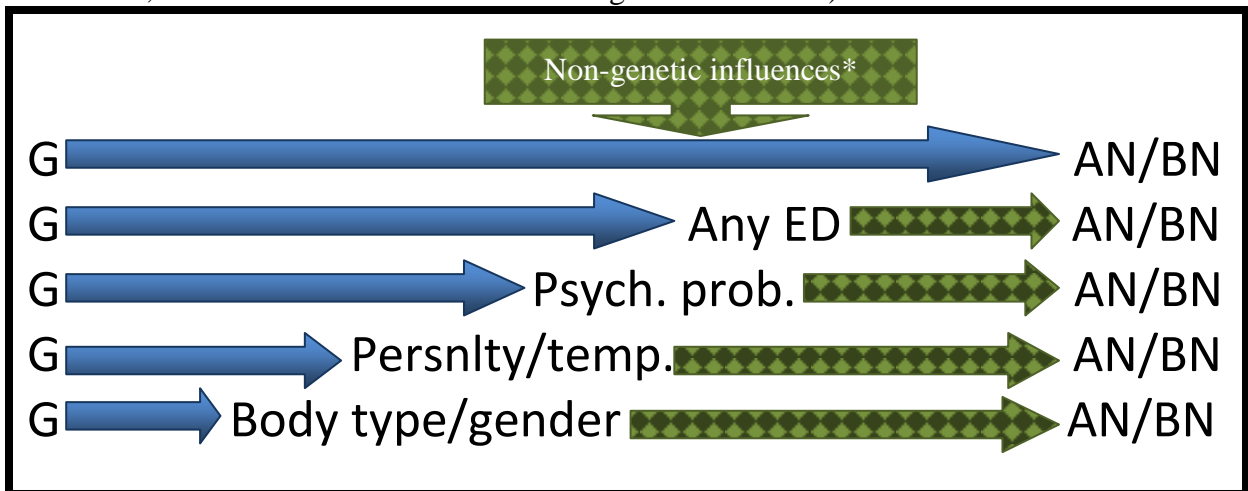 Non-genetic influences*
G AN/BN
G Any ED AN/BN
G Psych. prob. AN/BN
G Persnlty/temp. AN/BN
G Body type/gender AN/BN